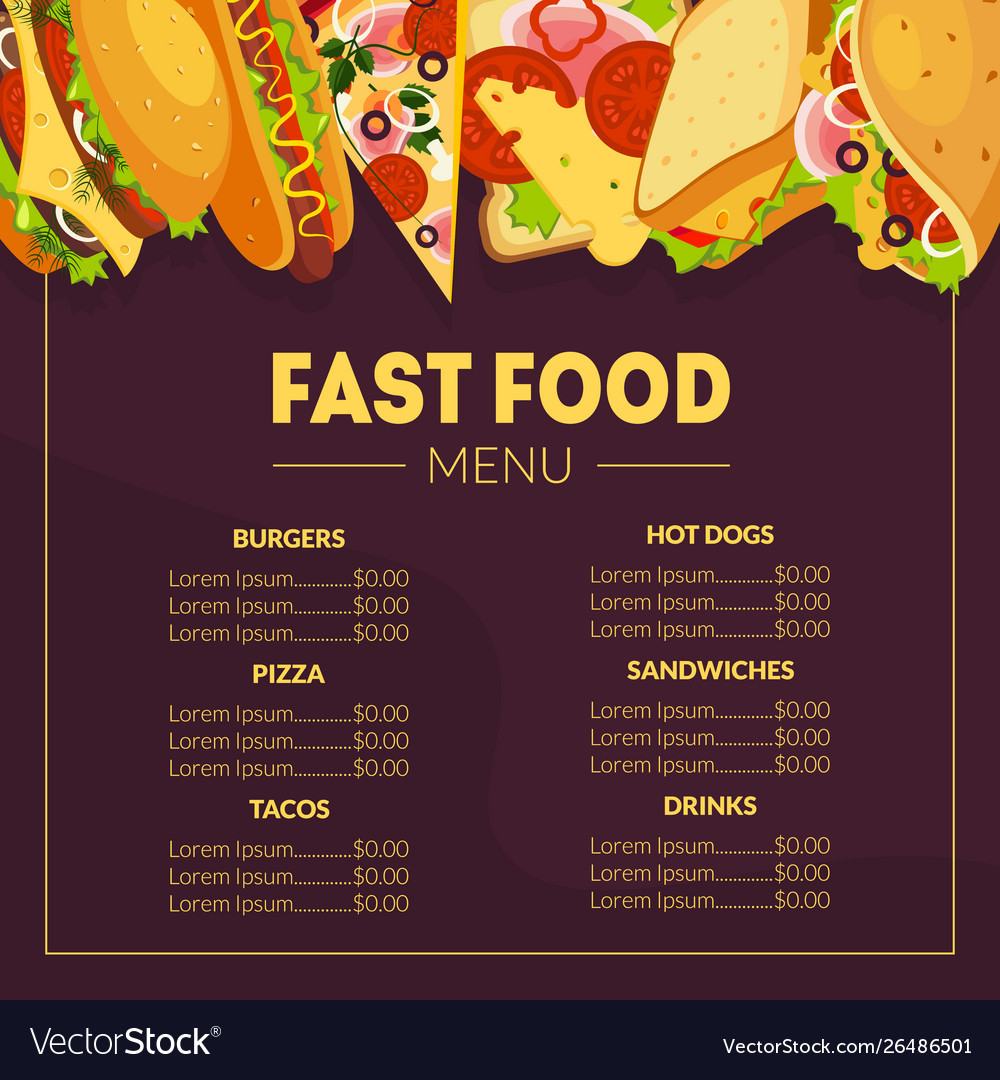 FAST FOOD
MENU
BURGERS
Lorem Ipsum............$0.00
Lorem Ipsum............$0.00
Lorem Ipsum............$0.00
PIZZA
Lorem Ipsum............$0.00
Lorem Ipsum............$0.00
Lorem Ipsum............$0.00
TACOS
Lorem Ipsum............$0.00
Lorem Ipsum............$0.00
Lorem Ipsum............$0.00
HOT DOGS
Lorem Ipsum............$0.00
Lorem Ipsum............$0.00
Lorem Ipsum............$0.00
SANDWICHES
Lorem Ipsum............$0.00
Lorem Ipsum............$0.00
Lorem Ipsum............$0.00
DRINKS
Lorem Ipsum............$0.00
Lorem Ipsum............$0.00
Lorem Ipsum............$0.00
VectorStock®
VectorStock.com/26486501